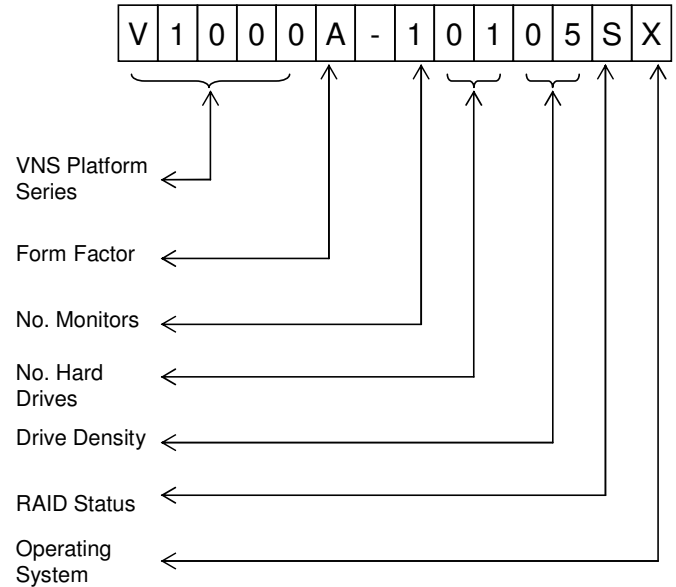 V1000A-10105SX
VNS Platform
Series
Form Factor
No. Monitors
No. Hard
Drives
Drive Density
RAID Status
Operating
System